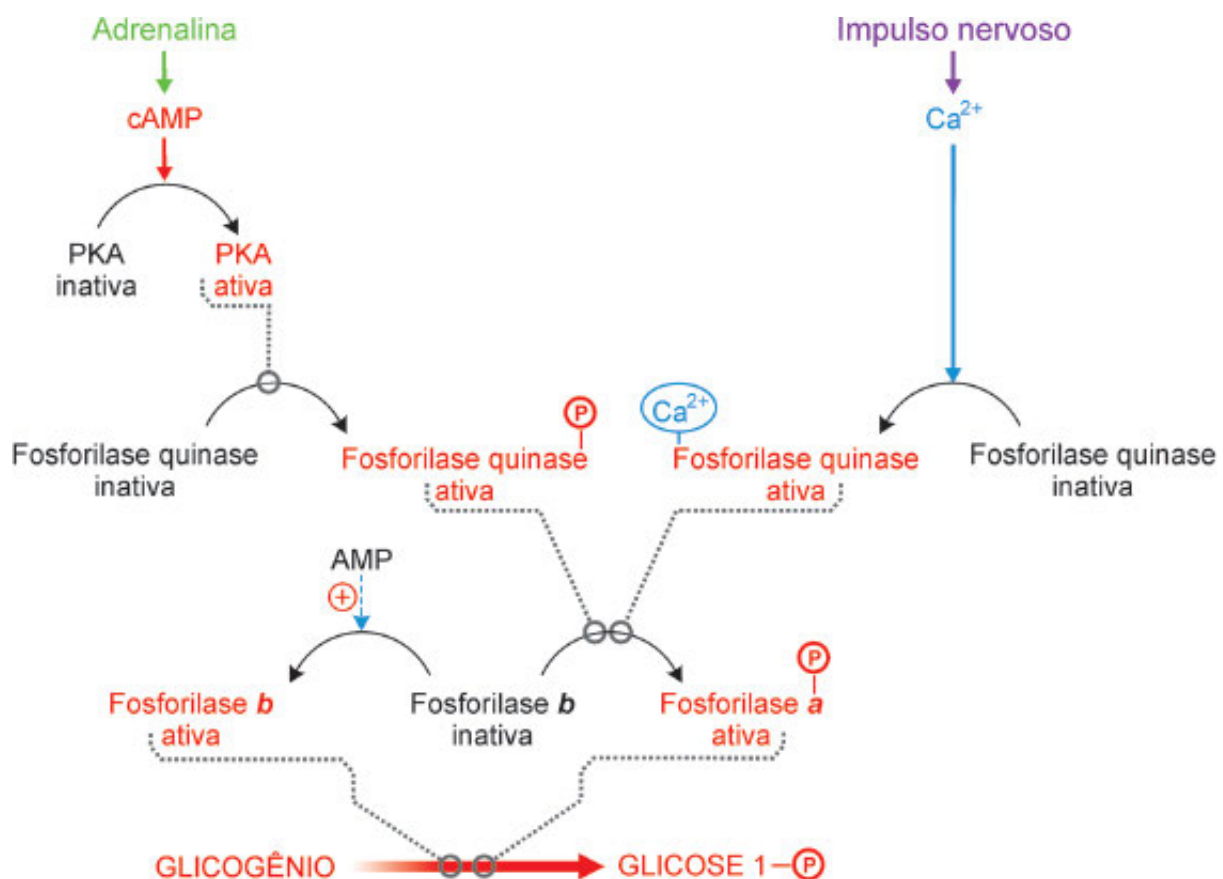 Adrenalina
Impulso nervoso
cAMP
Ca²⁺
PKA
inativa
PKA
ativa
P
Ca²⁺
Fosforilase quinase
inativa
Fosforilase quinase
ativa
Fosforilase quinase
ativa
Fosforilase quinase
inativa
AMP
+
P
Fosforilase b
ativa
Fosforilase b
inativa
Fosforilase a
ativa
GLICOGÊNIO
GLICOSE 1–P